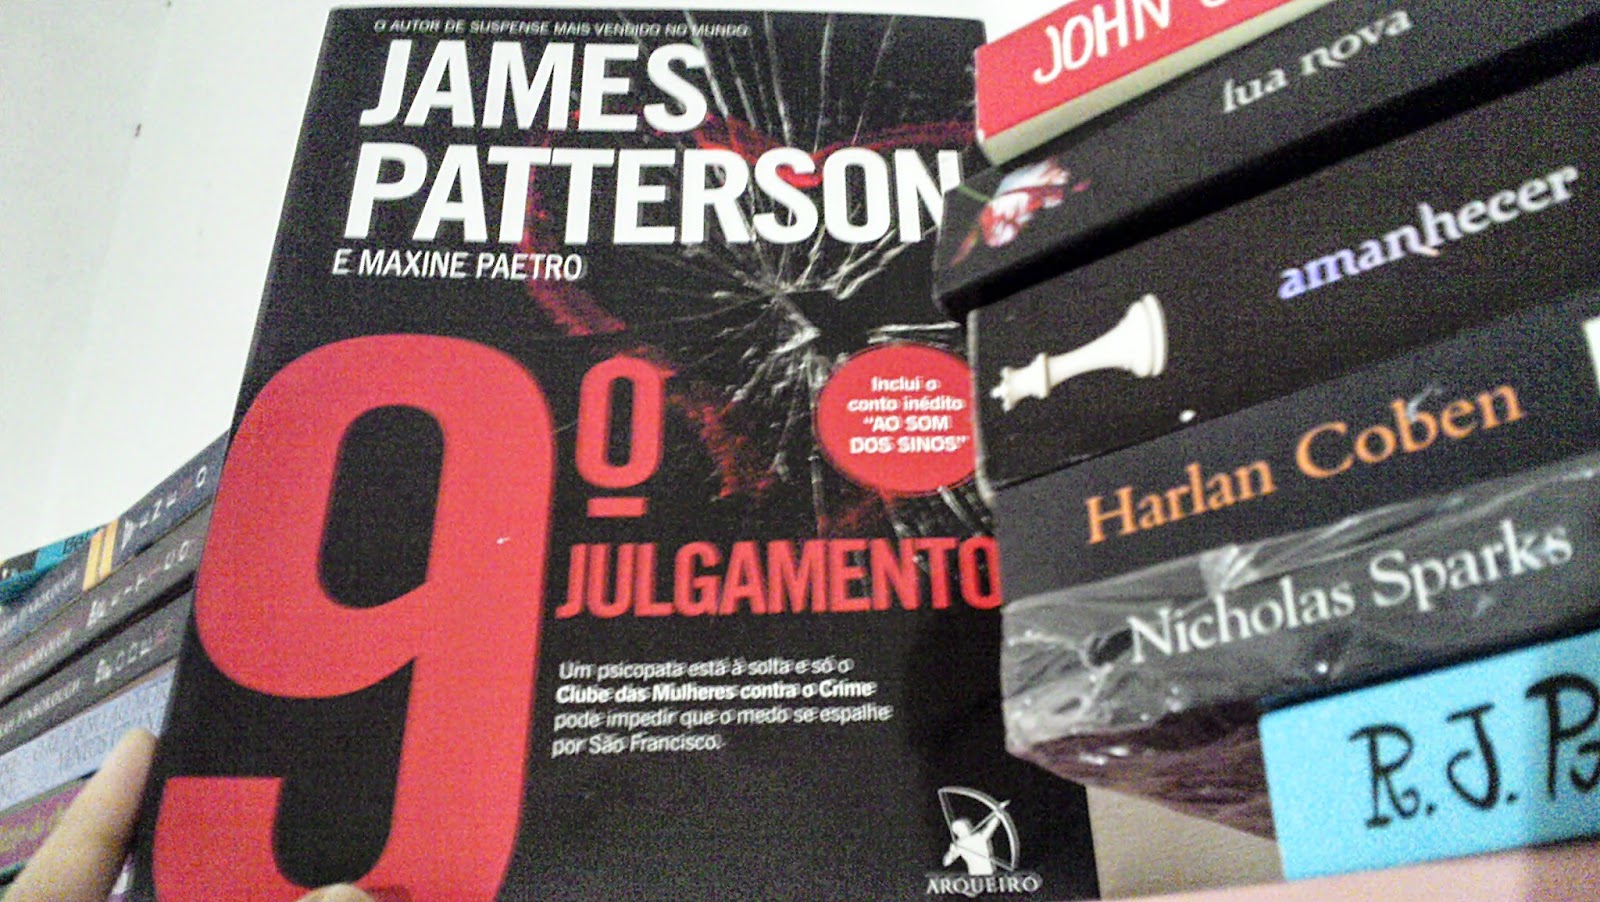 O AUTOR DE SUSPENSE MAIS VENDIDO NO MUNDO
JAMES
PATTERSON
E MAXINE PAETRO
9º
JULGAMENTO
Inclui o
conto inédito
"AO SOM
DOS SINOS"
Um psicopata está à solta e só o
Clube das Mulheres contra o Crime
pode impedir que o medo se espalhe
por São Francisco.
ARQUEIRO
JOHN
lua nova
amanhecer
Harlan Coben
Nicholas Sparks
R. J.